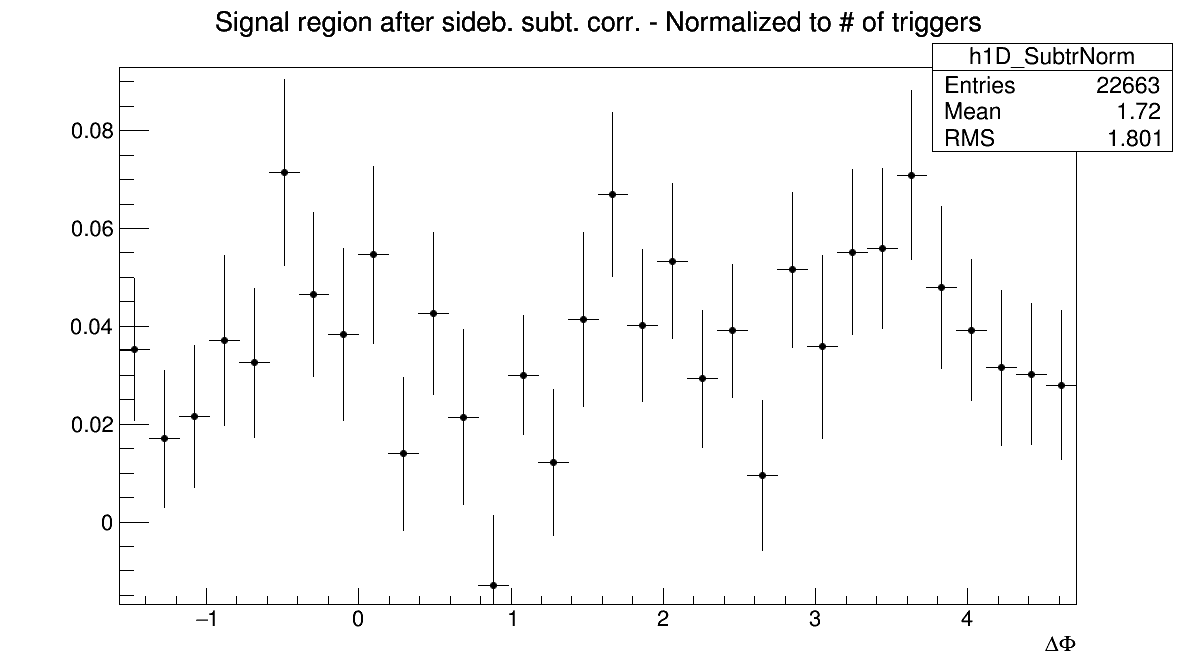 Signal region after sideb. subt. corr. - Normalized to # of triggers
h1D_SubtrNorm
Entries 22663
Mean 1.72
RMS 1.801
0.08
0.06
0.04
0.02
0
−1 0 1 2 3 4
ΔΦ